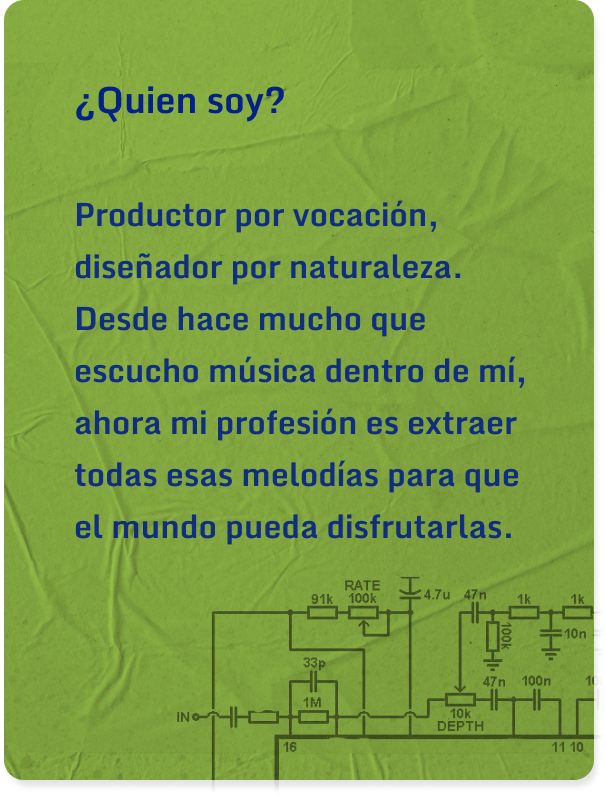 ¿Quien soy?
Productor por vocación,
diseñador por naturaleza.
Desde hace mucho que
escucho música dentro de mí,
ahora mi profesión es extraer
todas esas melodías para que
el mundo pueda disfrutarlas.
RATE
91k 100k 4.7u 47n 1k 1k
100k 10n
33p
47n 100n
1M
IN 10k
DEPTH
16 11 10